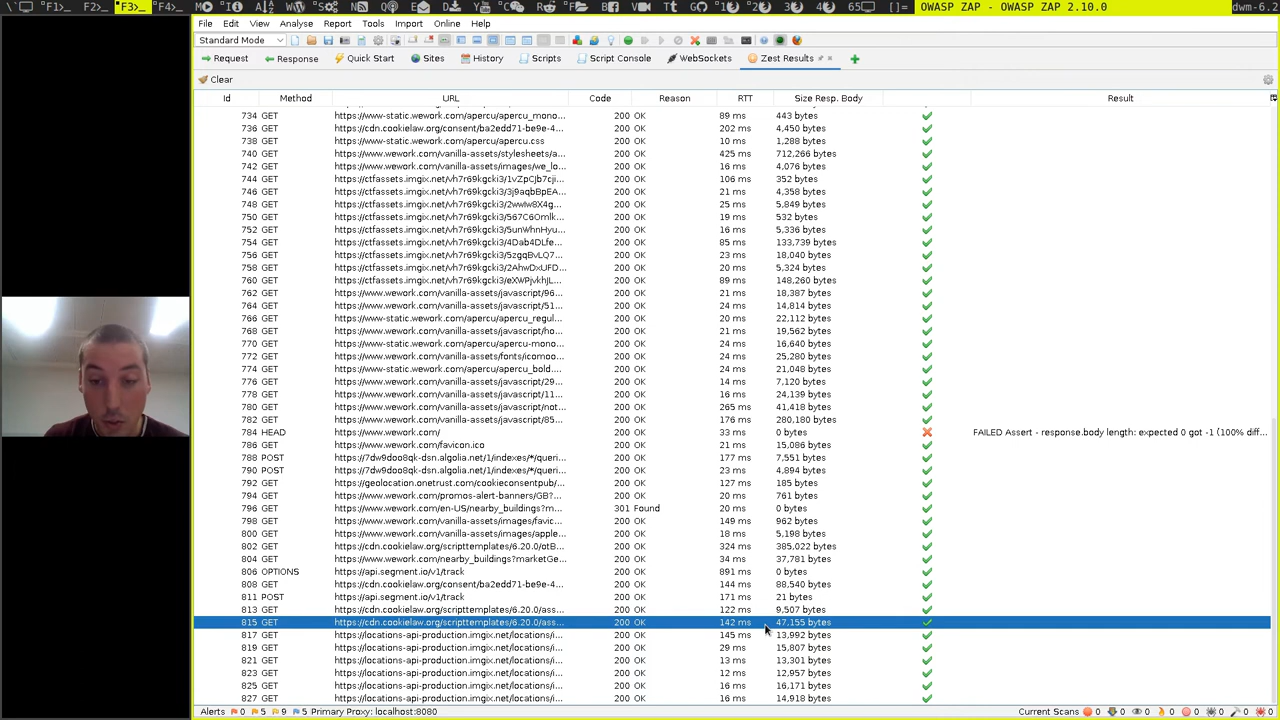 F1 F2 F3>_ F4>_ []= OWASP ZAP - OWASP ZAP 2.10.0 dwm-6.2
File Edit View Analyse Report Tools Import Online Help
Standard Mode
Request Response Quick Start Sites History Scripts Script Console WebSockets Zest Results
Clear
Id Method URL Code Reason RTT Size Resp. Body Result
734 GET https://www-static.wework.com/apercu/apercu_mono... 200 OK 89 ms 443 bytes
736 GET https://cdn.cookielaw.org/consent/ba2edd71-be9e-4... 200 OK 202 ms 4,450 bytes
738 GET https://www-static.wework.com/apercu/apercu.css 200 OK 10 ms 1,288 bytes
740 GET https://www.wework.com/vanilla-assets/stylesheets/a... 200 OK 425 ms 712,266 bytes
742 GET https://www.wework.com/vanilla-assets/images/we_lo... 200 OK 16 ms 4,076 bytes
744 GET https://ctfassets.imgix.net/vh7r69kgcki3/1vZpCJb7cji... 200 OK 106 ms 352 bytes
746 GET https://ctfassets.imgix.net/vh7r69kgcki3/3j9aqbBpEA... 200 OK 21 ms 4,358 bytes
748 GET https://ctfassets.imgix.net/vh7r69kgcki3/2wwlw8X4g... 200 OK 25 ms 5,849 bytes
750 GET https://ctfassets.imgix.net/vh7r69kgcki3/567C6Omlk... 200 OK 19 ms 532 bytes
752 GET https://ctfassets.imgix.net/vh7r69kgcki3/5unWhnHyu... 200 OK 16 ms 5,336 bytes
754 GET https://ctfassets.imgix.net/vh7r69kgcki3/4Dab4DLfe... 200 OK 85 ms 133,739 bytes
756 GET https://ctfassets.imgix.net/vh7r69kgcki3/5zgqBvLQ7... 200 OK 23 ms 18,040 bytes
758 GET https://ctfassets.imgix.net/vh7r69kgcki3/2AhwDxUFD... 200 OK 20 ms 5,324 bytes
760 GET https://ctfassets.imgix.net/vh7r69kgcki3/eXWPjvkhJL... 200 OK 89 ms 148,260 bytes
762 GET https://www.wework.com/vanilla-assets/javascript/96... 200 OK 21 ms 18,387 bytes
764 GET https://www.wework.com/vanilla-assets/javascript/51... 200 OK 24 ms 14,814 bytes
766 GET https://www-static.wework.com/apercu/apercu_regul... 200 OK 20 ms 22,112 bytes
768 GET https://www.wework.com/vanilla-assets/javascript/ho... 200 OK 21 ms 19,562 bytes
770 GET https://www-static.wework.com/apercu/apercu-mono... 200 OK 24 ms 16,640 bytes
772 GET https://www.wework.com/vanilla-assets/fonts/icomoo... 200 OK 24 ms 25,280 bytes
774 GET https://www-static.wework.com/apercu/apercu_bold... 200 OK 24 ms 21,048 bytes
776 GET https://www.wework.com/vanilla-assets/javascript/29... 200 OK 14 ms 7,120 bytes
778 GET https://www.wework.com/vanilla-assets/javascript/11... 200 OK 16 ms 24,139 bytes
780 GET https://www.wework.com/vanilla-assets/javascript/not... 200 OK 265 ms 41,418 bytes
782 GET https://www.wework.com/vanilla-assets/javascript/85... 200 OK 176 ms 280,180 bytes
784 HEAD https://www.wework.com/ 200 OK 33 ms 0 bytes FAILED Assert - response.body length: expected 0 got -1 (100% diff...
786 GET https://www.wework.com/favicon.ico 200 OK 21 ms 15,086 bytes
788 POST https://7dw9doo8qk-dsn.algolia.net/1/indexes/*/queri... 200 OK 177 ms 7,551 bytes
790 POST https://7dw9doo8qk-dsn.algolia.net/1/indexes/*/queri... 200 OK 23 ms 4,894 bytes
792 GET https://geolocation.onetrust.com/cookieconsentpub/... 200 OK 127 ms 185 bytes
794 GET https://www.wework.com/promos-alert-banners/GB?... 200 OK 20 ms 761 bytes
796 GET https://www.wework.com/en-US/nearby_buildings?m... 301 Found 20 ms 0 bytes
798 GET https://www.wework.com/vanilla-assets/images/favic... 200 OK 149 ms 962 bytes
800 GET https://www.wework.com/vanilla-assets/images/apple... 200 OK 18 ms 5,198 bytes
802 GET https://cdn.cookielaw.org/scripttemplates/6.20.0/otB... 200 OK 324 ms 385,022 bytes
804 GET https://www.wework.com/nearby_buildings?marketGe... 200 OK 34 ms 37,781 bytes
806 OPTIONS https://api.segment.io/v1/track 200 OK 891 ms 0 bytes
808 GET https://cdn.cookielaw.org/consent/ba2edd71-be9e-4... 200 OK 144 ms 88,540 bytes
811 POST https://api.segment.io/v1/track 200 OK 171 ms 21 bytes
813 GET https://cdn.cookielaw.org/scripttemplates/6.20.0/ass... 200 OK 122 ms 9,507 bytes
815 GET https://cdn.cookielaw.org/scripttemplates/6.20.0/ass... 200 OK 142 ms 47,155 bytes
817 GET https://locations-api-production.imgix.net/locations/i... 200 OK 145 ms 13,992 bytes
819 GET https://locations-api-production.imgix.net/locations/i... 200 OK 29 ms 15,807 bytes
821 GET https://locations-api-production.imgix.net/locations/i... 200 OK 13 ms 13,301 bytes
823 GET https://locations-api-production.imgix.net/locations/i... 200 OK 12 ms 12,957 bytes
825 GET https://locations-api-production.imgix.net/locations/i... 200 OK 16 ms 16,171 bytes
827 GET https://locations-api-production.imgix.net/locations/i... 200 OK 16 ms 14,918 bytes
Alerts 0 5 9 5 Primary Proxy: localhost:8080 Current Scans 0 0 0 0 0 0 0 0